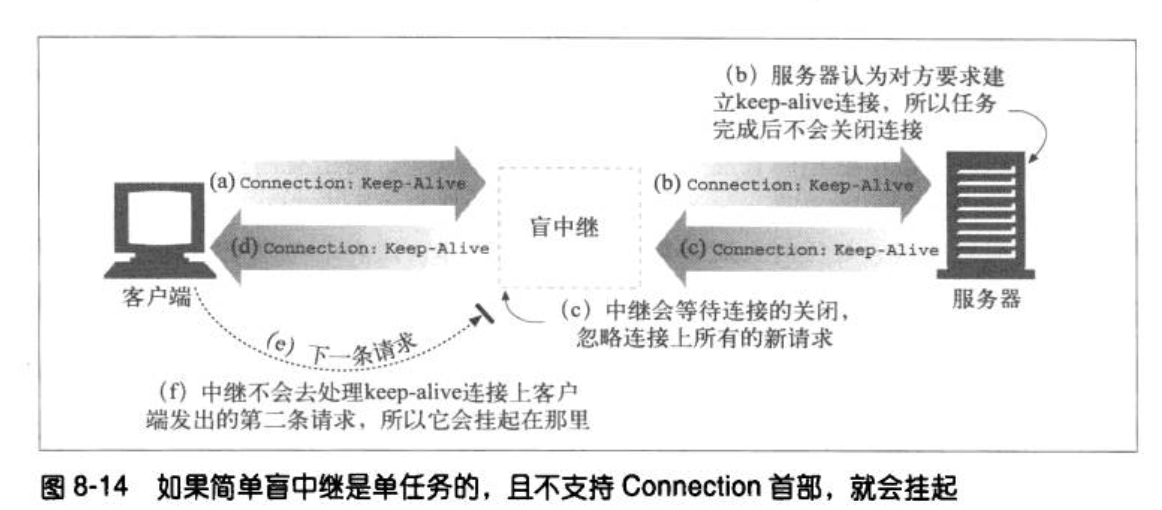 (b) 服务器认为对方要求建
立keep-alive连接，所以任务
完成后不会关闭连接
(a) Connection: Keep-Alive
(b) Connection: Keep-Alive
盲中继
(d) Connection: Keep-Alive
(c) Connection: Keep-Alive
客户端
服务器
(c) 中继会等待连接的关闭，
忽略连接上所有的新请求
(e) 下一条请求
(f) 中继不会去处理keep-alive连接上客户
端发出的第二条请求，所以它会挂起在那里
图 8-14 如果简单盲中继是单任务的，且不支持 Connection 首部，就会挂起